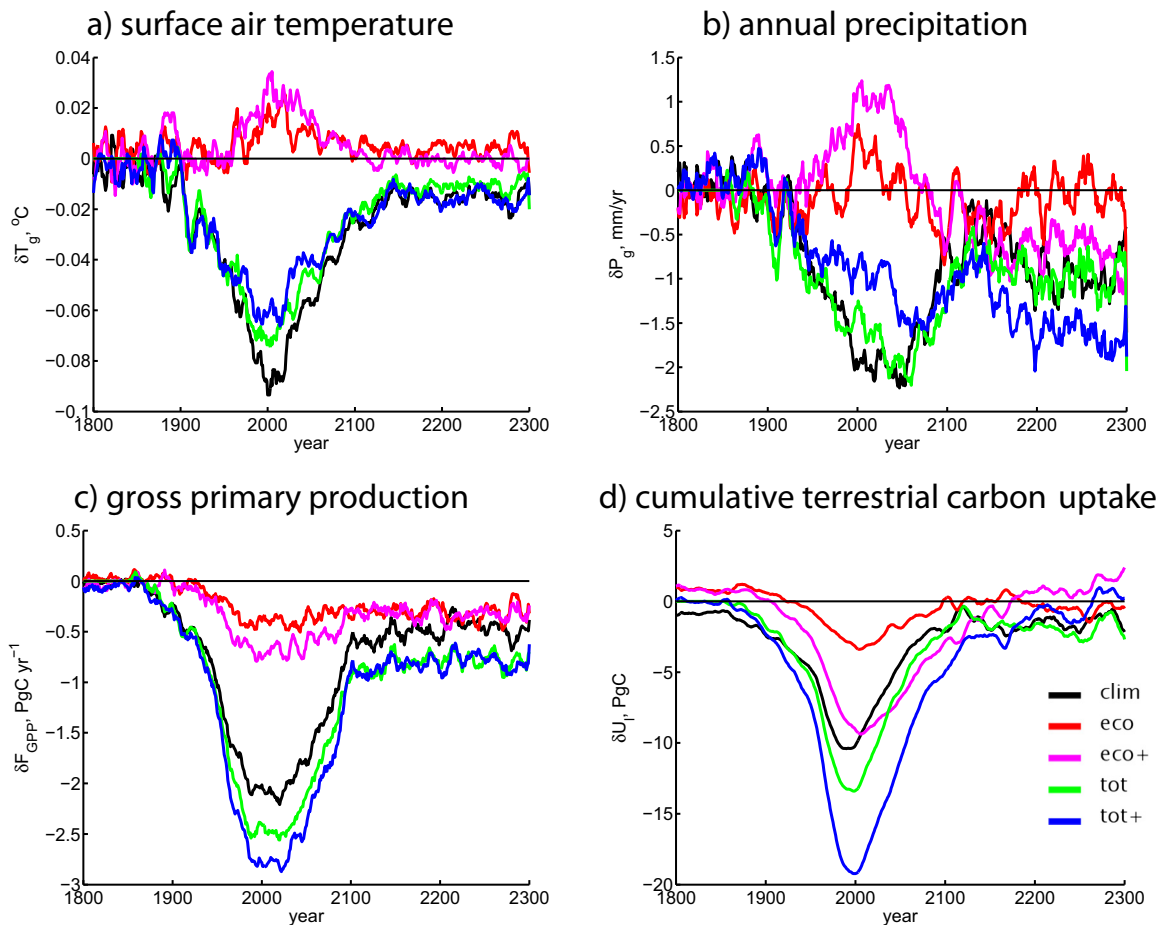 a) surface air temperature
0.04
0.02
0
−0.02
−0.04
−0.06
−0.08
−0.1
δTg, oC
1800 1900 2000 2100 2200 2300
year
b) annual precipitation
1.5
1
0.5
0
−0.5
−1
−1.5
−2
−2.5
δPg, mm/yr
1800 1900 2000 2100 2200 2300
year
c) gross primary production
0.5
0
−0.5
−1
−1.5
−2
−2.5
−3
δFGPP, PgC yr−1
1800 1900 2000 2100 2200 2300
year
d) cumulative terrestrial carbon uptake
5
0
−5
−10
−15
−20
δUl, PgC
1800 1900 2000 2100 2200 2300
year
clim
eco
eco+
tot
tot+